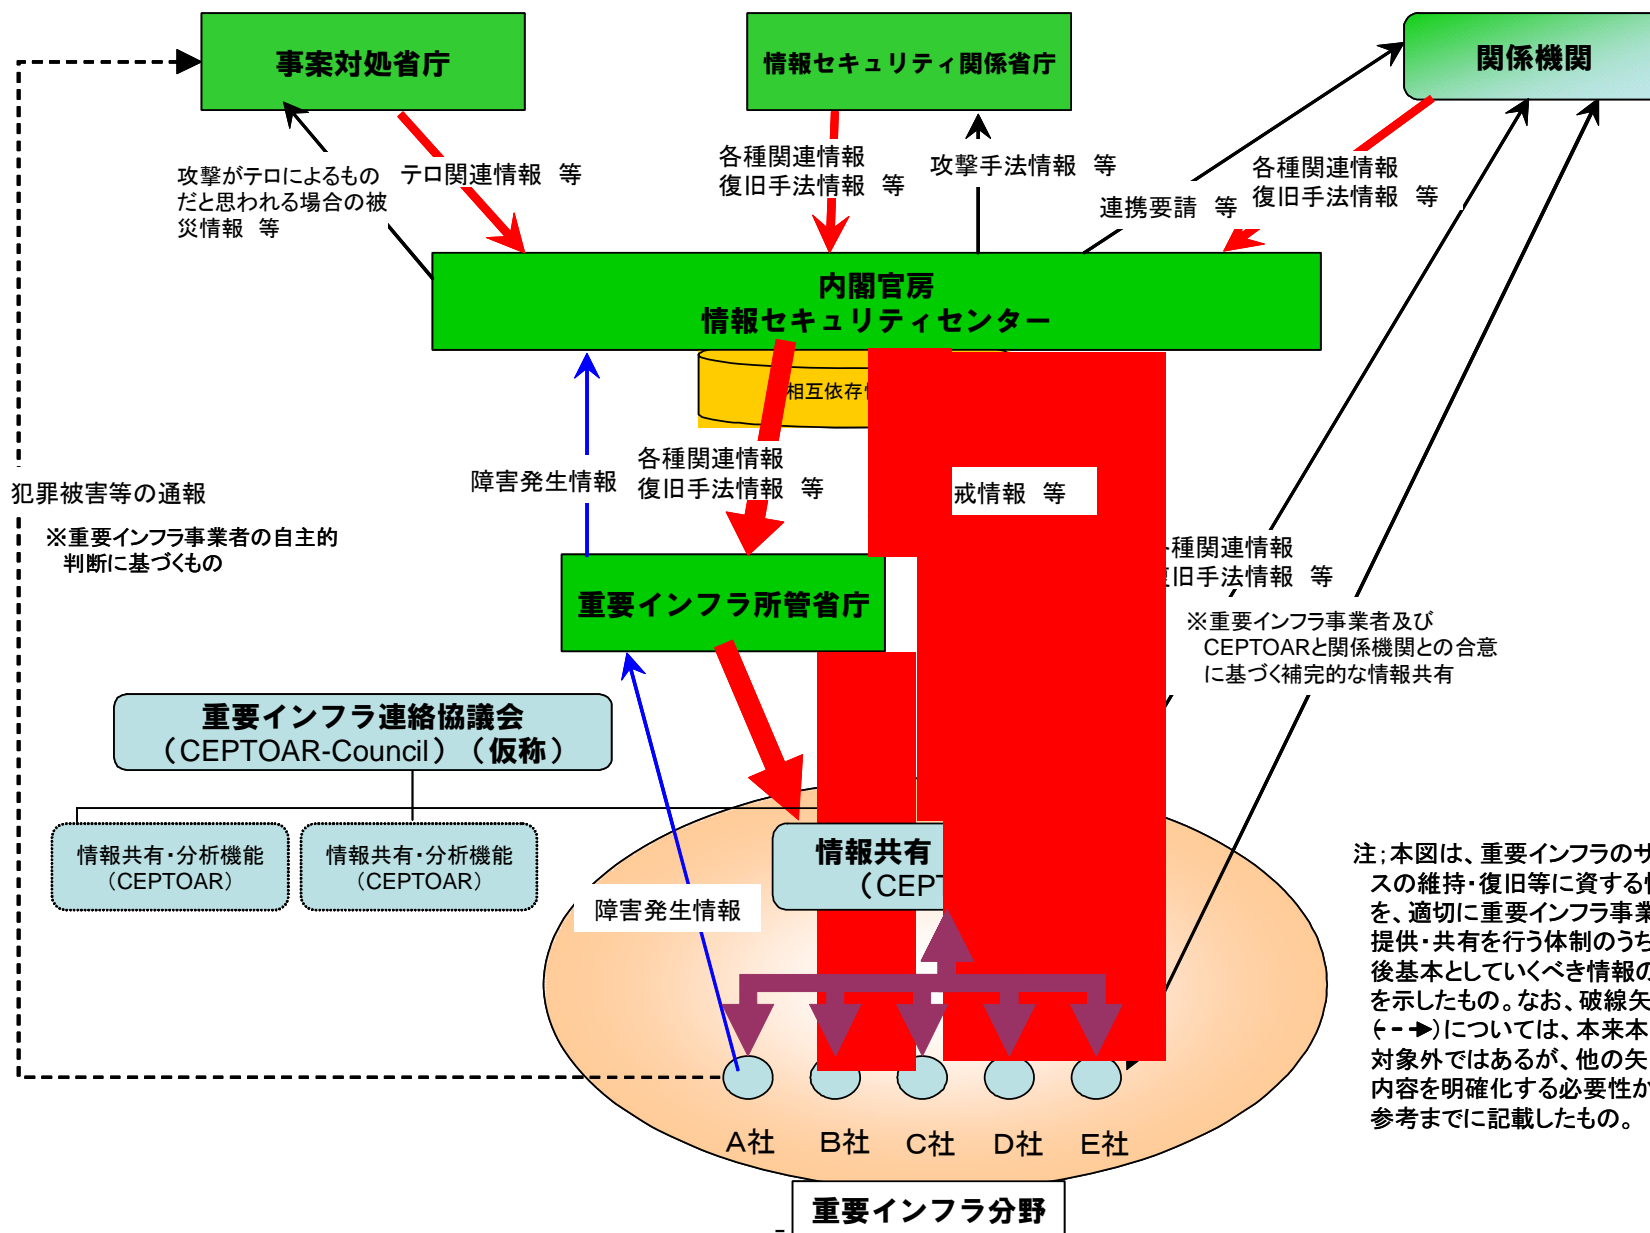 事案対処省庁
情報セキュリティ関係省庁
関係機関
攻撃がテロによるもの
だと思われる場合の被
災情報　等
テロ関連情報　等
各種関連情報
復旧手法情報　等
攻撃手法情報　等
連携要請　等
各種関連情報
復旧手法情報　等
内閣官房
情報セキュリティセンター
相互依存
障害発生情報
各種関連情報
復旧手法情報　等
戒情報　等
犯罪被害等の通報
※重要インフラ事業者の自主的
判断に基づくもの
種関連情報
旧手法情報　等
重要インフラ所管省庁
※重要インフラ事業者及び
CEPTOARと関係機関との合意
に基づく補完的な情報共有
重要インフラ連絡協議会
（CEPTOAR-Council）（仮称）
情報共有・分析機能
（CEPTOAR）
情報共有・分析機能
（CEPTOAR）
情報共有
（CEPT
障害発生情報
注；本図は、重要インフラのサ
スの維持・復旧等に資する
を、適切に重要インフラ事業
提供・共有を行う体制のうち
後基本としていくべき情報の
を示したもの。なお、破線矢
（　）については、本来本
対象外ではあるが、他の矢
内容を明確化する必要性か
参考までに記載したもの。
A社
B社
C社
D社
E社
重要インフラ分野